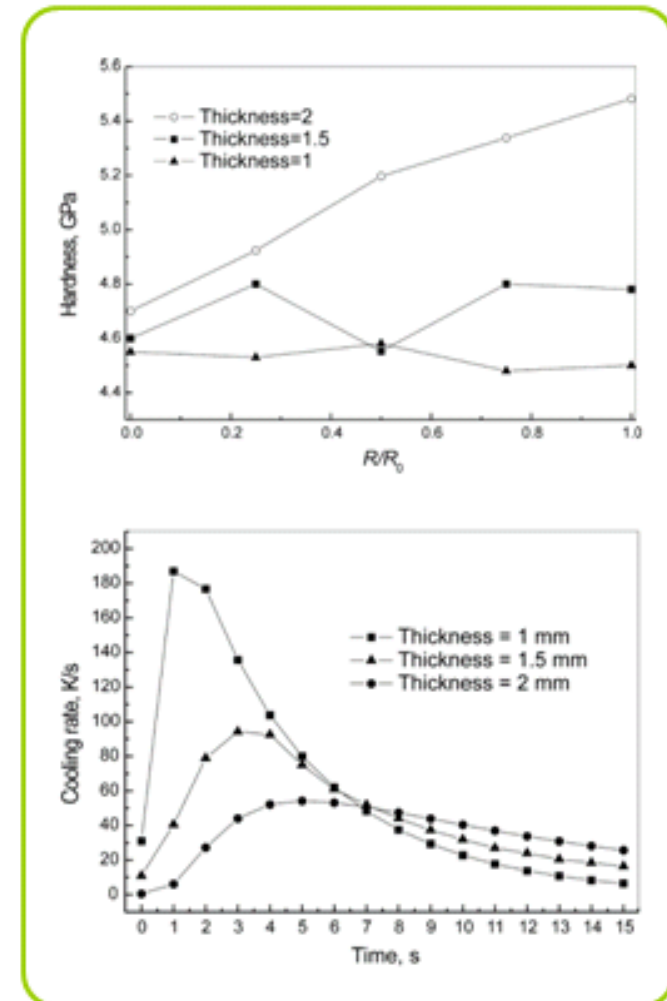 5.6
5.4
5.2
5.0
4.8
4.6
4.4
Hardness, GPa
Thickness=2
Thickness=1.5
Thickness=1
0.0 0.2 0.4 0.6 0.8 1.0
R/R₀
200
180
160
140
120
100
80
60
40
20
0
Cooling rate, K/s
Thickness = 1 mm
Thickness = 1.5 mm
Thickness = 2 mm
0 1 2 3 4 5 6 7 8 9 10 11 12 13 14 15
Time, s